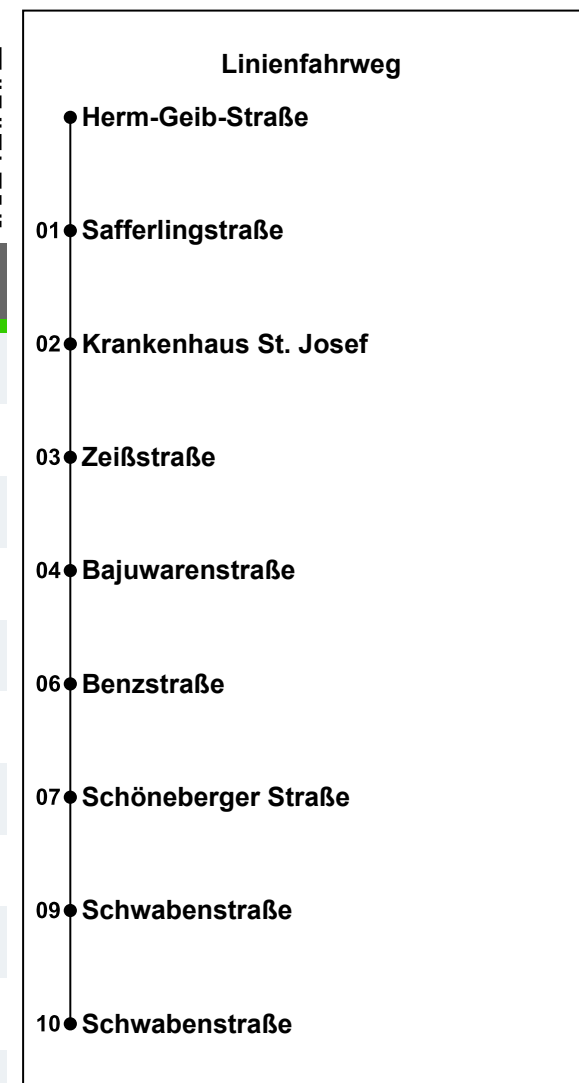 Linienfahrweg
Herm-Geib-Straße
01 Safferlingstraße
02 Krankenhaus St. Josef
03 Zeißstraße
04 Bajuwarenstraße
06 Benzstraße
07 Schöneberger Straße
09 Schwabenstraße
10 Schwabenstraße